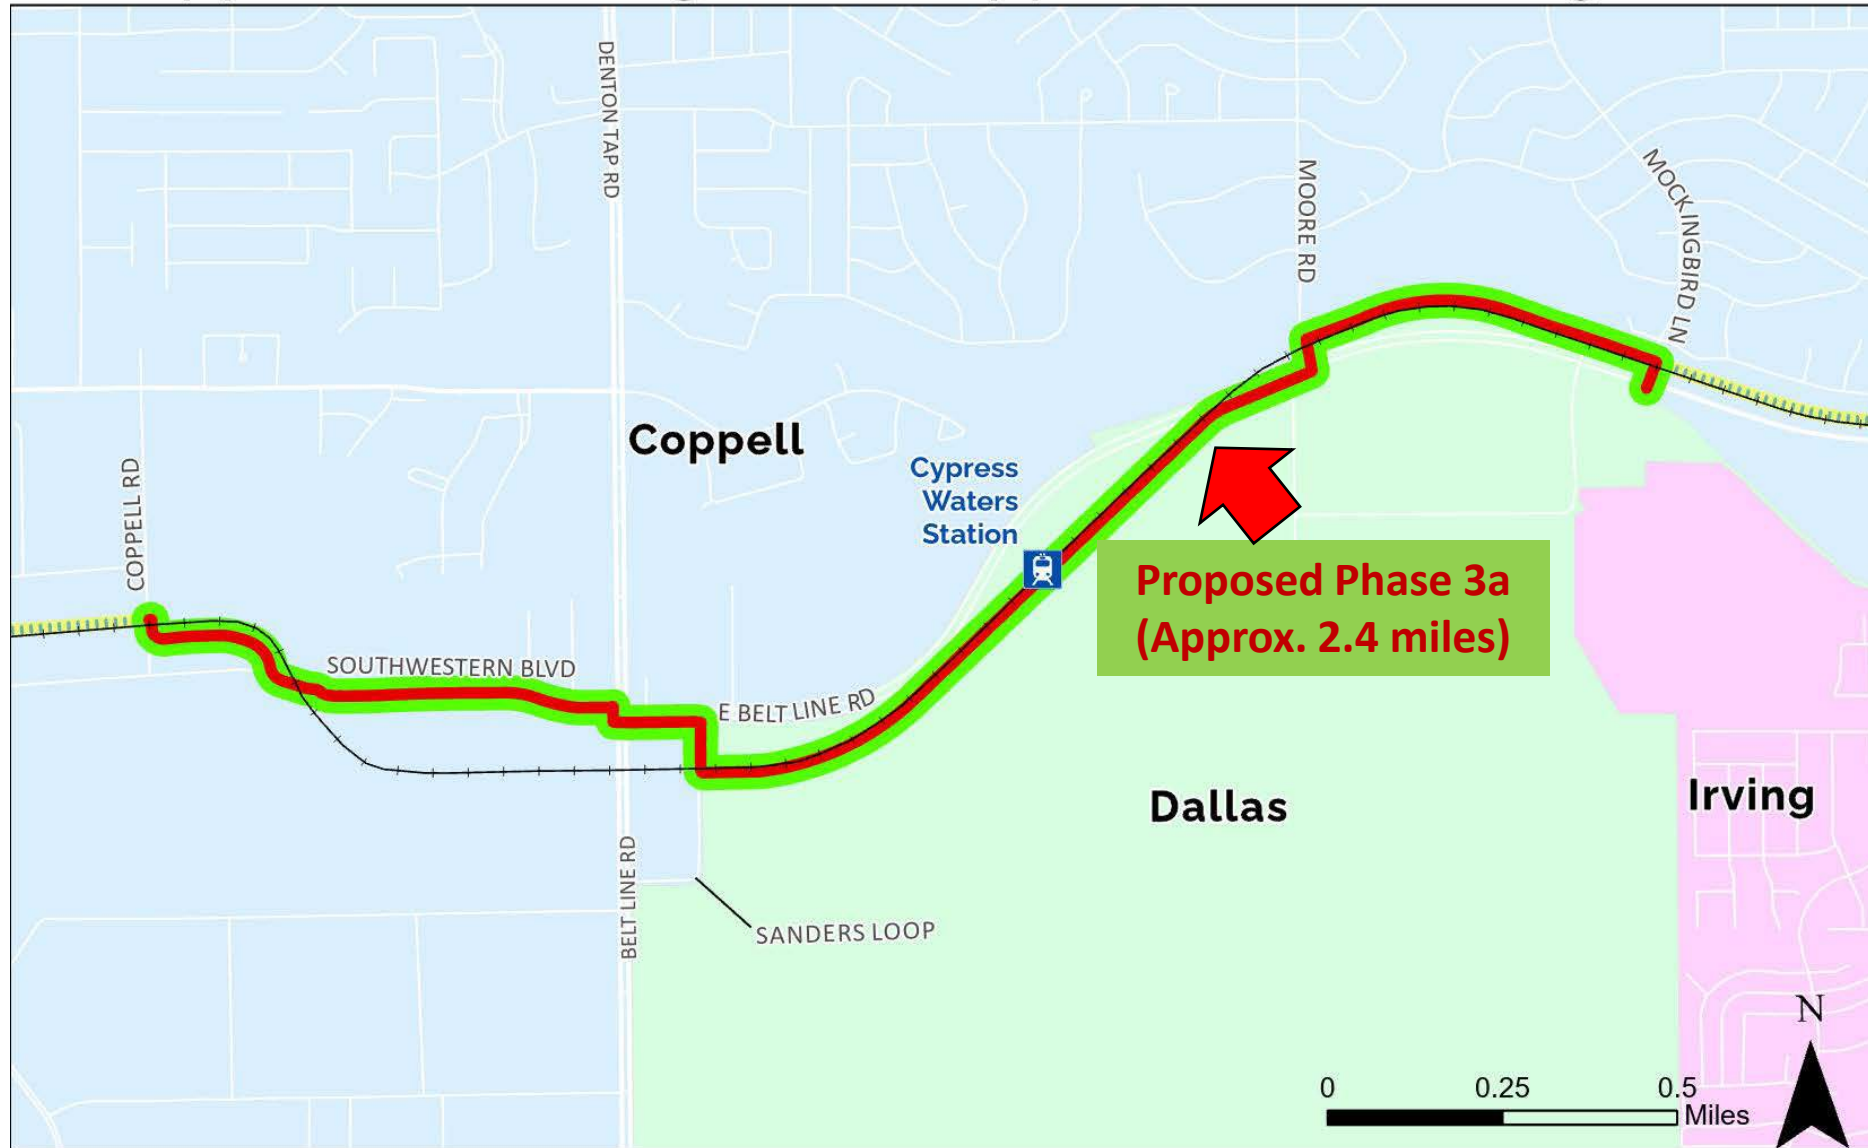 DENTON TAP RD
MOORE RD
MOCKINGBIRD LN
Coppell
Cypress
Waters
Station
COPPELL RD
Proposed Phase 3a
(Approx. 2.4 miles)
SOUTHWESTERN BLVD
E BELT LINE RD
Dallas
Irving
BELT LINE RD
SANDERS LOOP
N
0 0.25 0.5
Miles